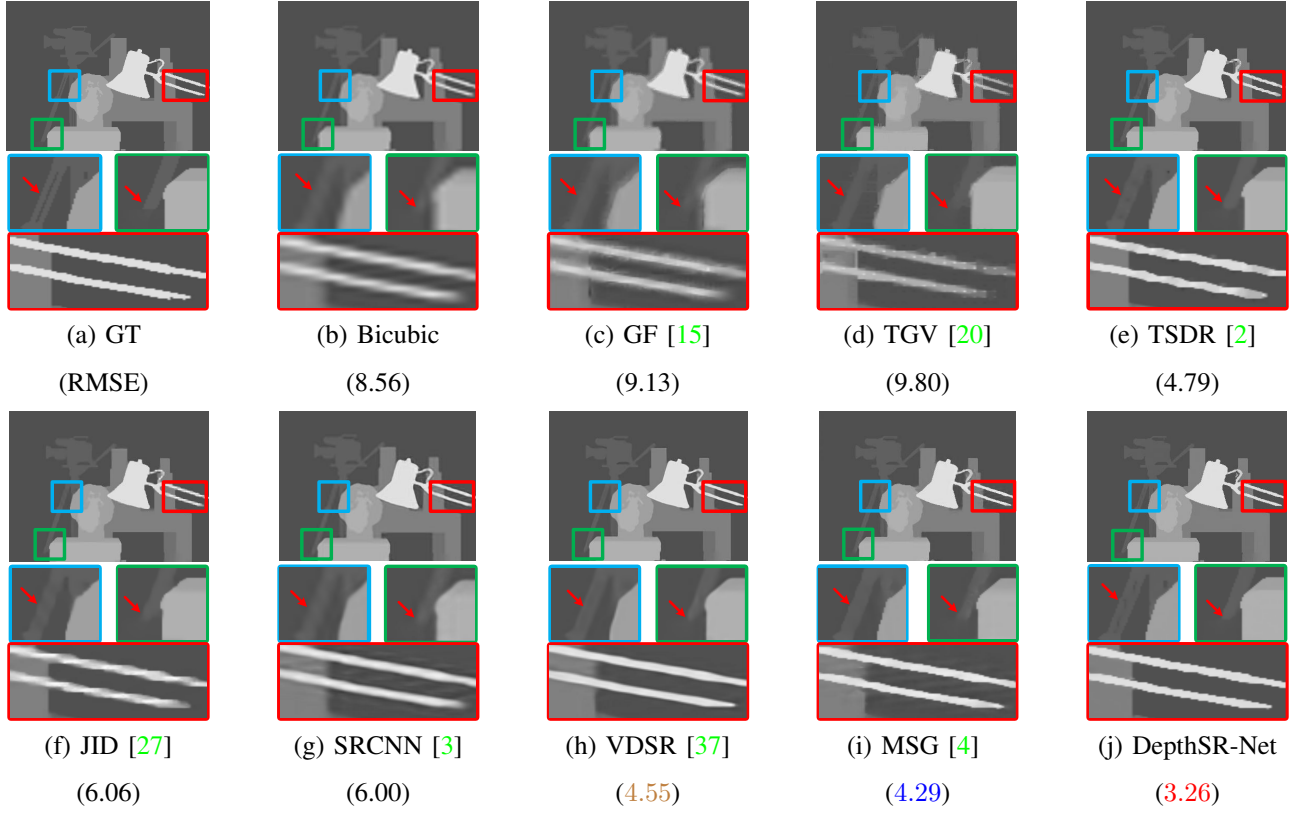 (a) GT
(b) Bicubic
(c) GF [15]
(d) TGV [20]
(e) TSDR [2]
(RMSE)
(8.56)
(9.13)
(9.80)
(4.79)
(f) JID [27]
(g) SRCNN [3]
(h) VDSR [37]
(i) MSG [4]
(j) DepthSR-Net
(6.06)
(6.00)
(4.55)
(4.29)
(3.26)